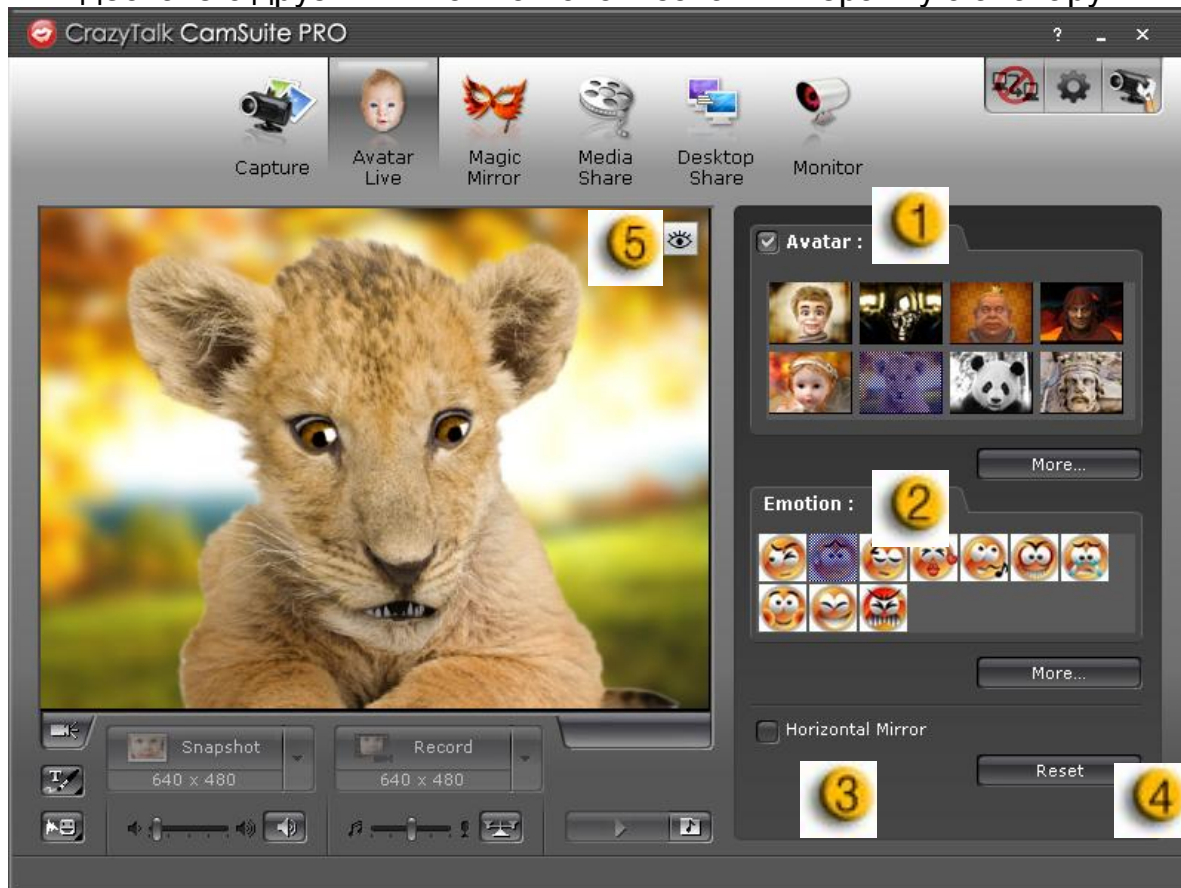 CrazyTalk CamSuite PRO
?
Capture
Avatar
Live
Magic
Mirror
Media
Share
Desktop
Share
Monitor
5
1
Avatar :
More...
2
Emotion :
More...
Horizontal Mirror
Reset
3
4
Snapshot
640 x 480
Record
640 x 480